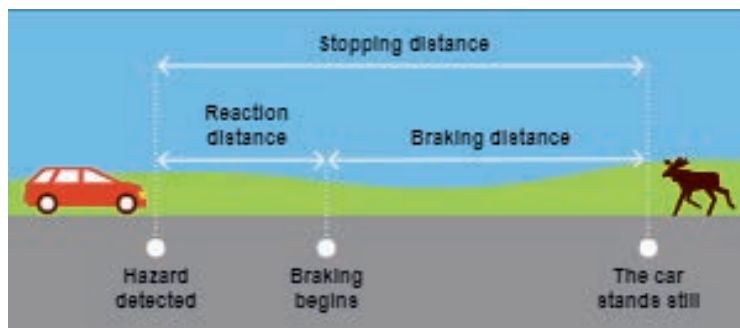 Stopping distance
Reaction
distance
Braking distance
Hazard
detected
Braking
begins
The car
stands still